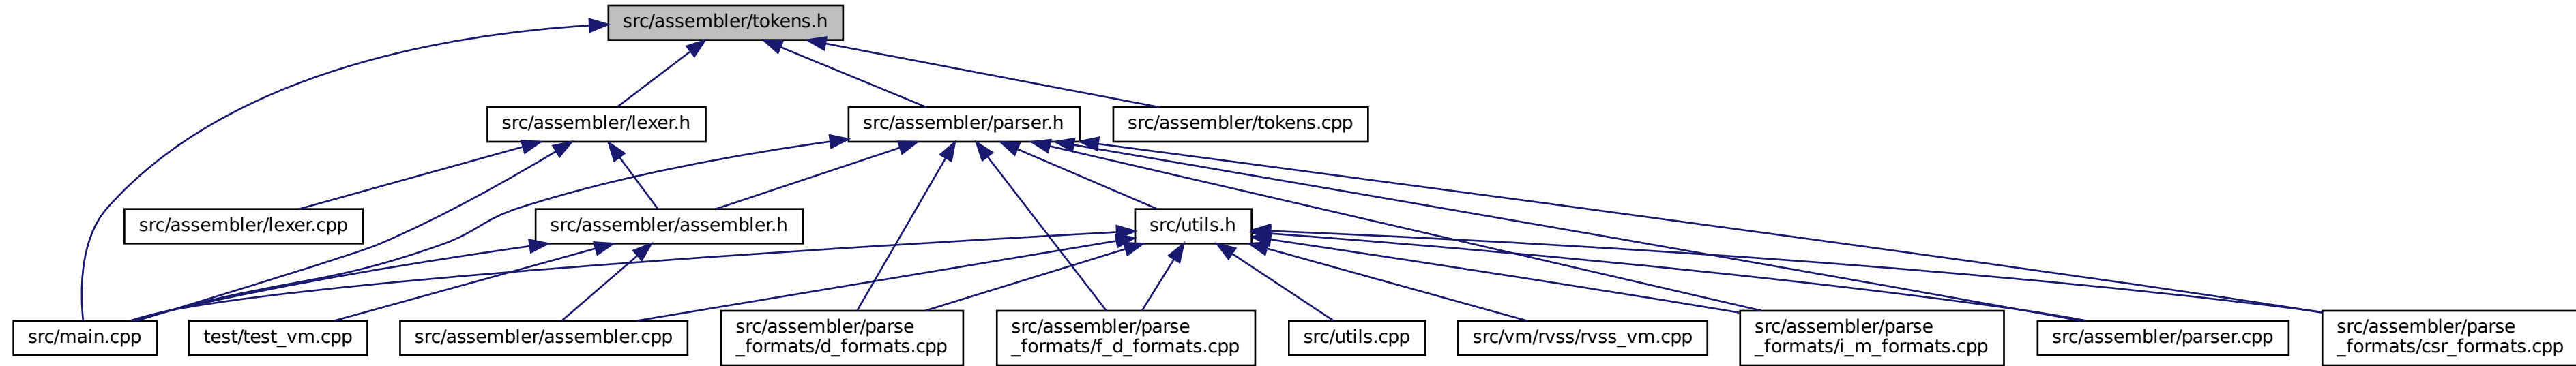 src/assembler/tokens.h
src/assembler/lexer.h
src/assembler/parser.h
src/assembler/tokens.cpp
src/assembler/lexer.cpp
src/assembler/assembler.h
src/utils.h
src/main.cpp
test/test_vm.cpp
src/assembler/assembler.cpp
src/assembler/parse
_formats/d_formats.cpp
src/assembler/parse
_formats/f_d_formats.cpp
src/utils.cpp
src/vm/rvss/rvss_vm.cpp
src/assembler/parse
_formats/i_m_formats.cpp
src/assembler/parser.cpp
src/assembler/parse
_formats/csr_formats.cpp